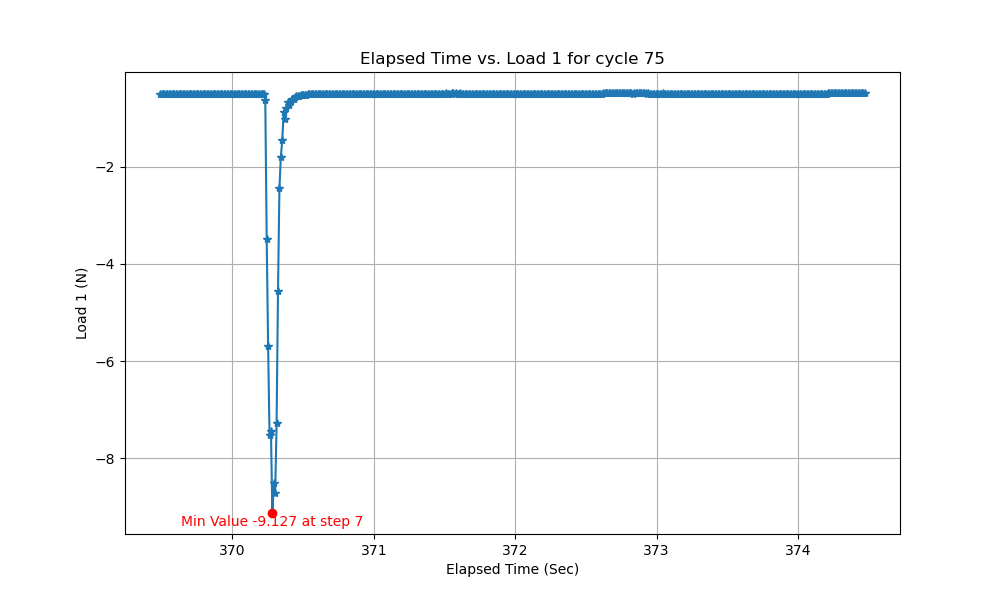 Elapsed Time vs. Load 1 for cycle 75
Load 1 (N)
−2
−4
−6
−8
Min Value -9.127 at step 7
370
371
372
373
374
Elapsed Time (Sec)